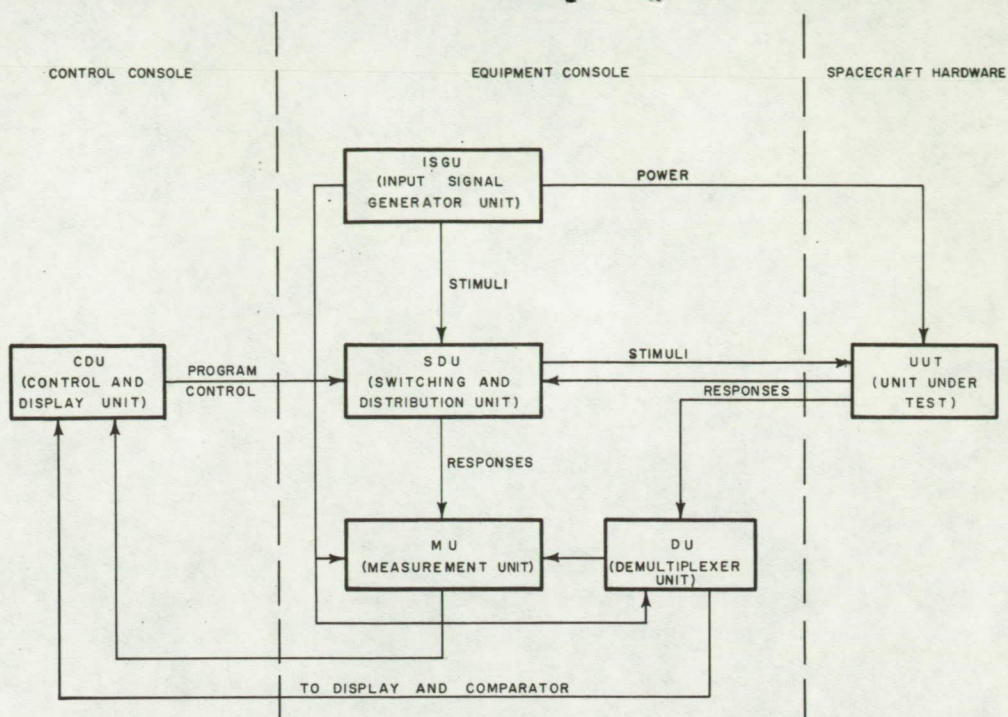 CONTROL CONSOLE
EQUIPMENT CONSOLE
SPACECRAFT HARDWARE
ISGU
(INPUT SIGNAL
GENERATOR UNIT)
POWER
STIMULI
CDU
(CONTROL AND
DISPLAY UNIT)
PROGRAM
CONTROL
SDU
(SWITCHING AND
DISTRIBUTION UNIT)
STIMULI
RESPONSES
UUT
(UNIT UNDER
TEST)
RESPONSES
MU
(MEASUREMENT UNIT)
DU
(DEMULTIPLEXER
UNIT)
TO DISPLAY AND COMPARATOR